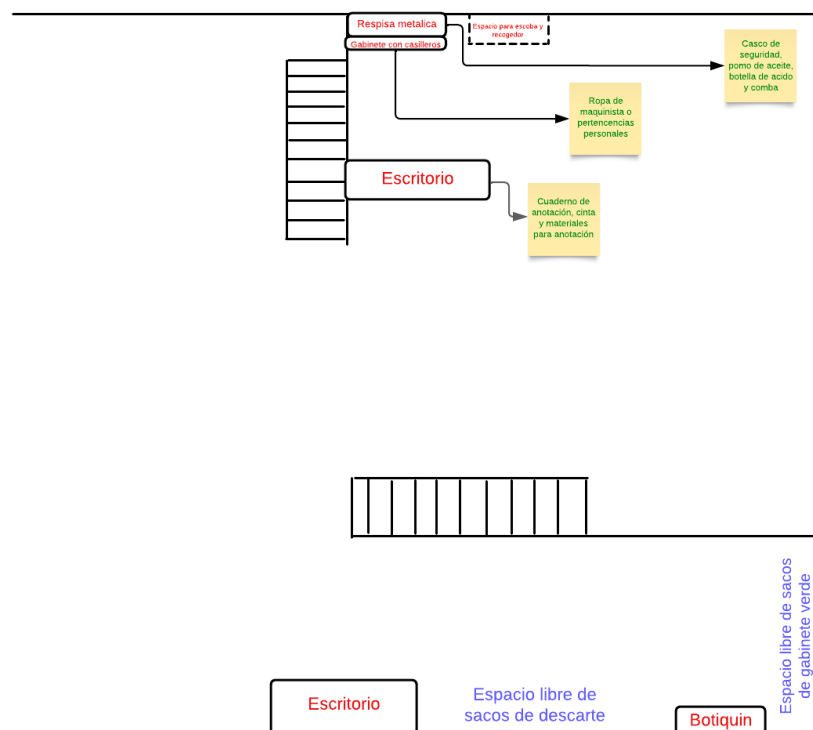 Respisa metalica
Gabinete con casilleros
Espacio para escoba y
recogedor
Casco de
seguridad,
pomo de aceite,
botella de acido
y comba
Ropa de
maquinista o
pertencencias
personales
Escritorio
Cuaderno de
anotación, cinta
y materiales
para anotación
Espacio libre de sacos
de gabinete verde
Escritorio
Espacio libre de
sacos de descarte
Botiquin